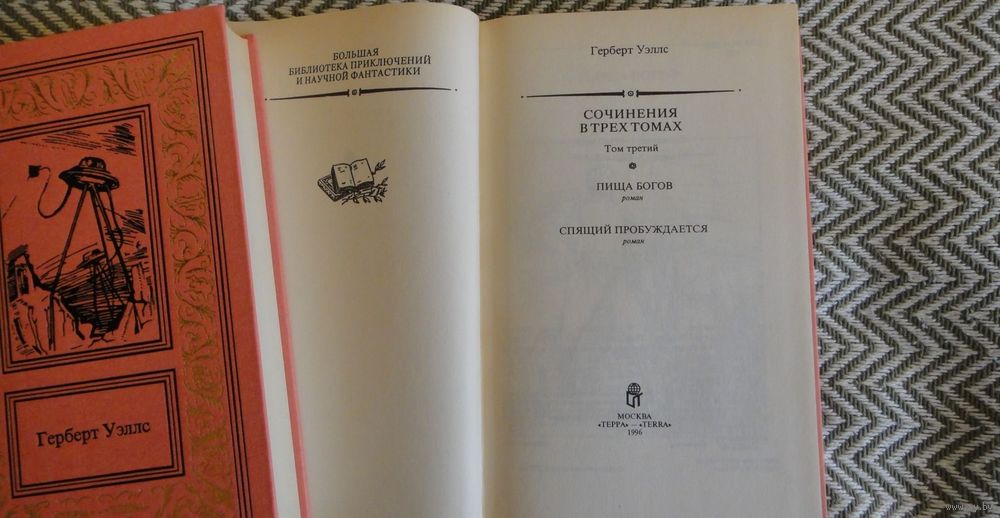 Герберт Уэллс
БОЛЬШАЯ
БИБЛИОТЕКА ПРИКЛЮЧЕНИЙ
И НАУЧНОЙ ФАНТАСТИКИ
Герберт Уэллс
СОЧИНЕНИЯ
В ТРЕХ ТОМАХ
Том третий
ПИЩА БОГОВ
роман
СПЯЩИЙ ПРОБУЖДАЕТСЯ
роман
МОСКВА
«ТЕРРА» — «TERRA»
1996